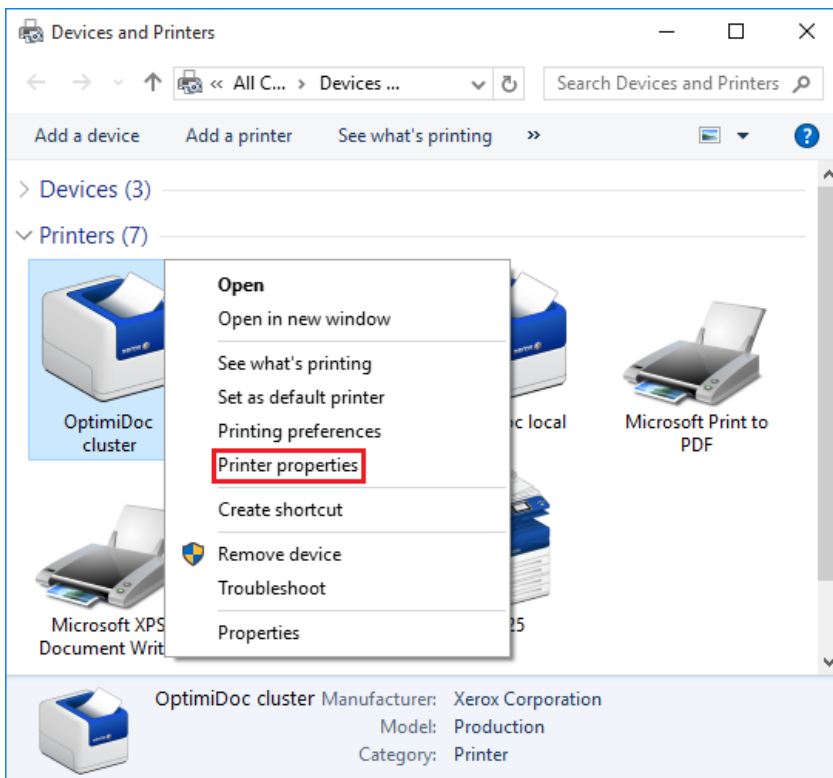 Devices and Printers
« All C... › Devices ...
Search Devices and Printers
Add a device Add a printer See what's printing »
Devices (3)
Printers (7)
Open
Open in new window
See what's printing
Set as default printer
Printing preferences
Printer properties
Create shortcut
Remove device
Troubleshoot
Properties
OptimiDoc
cluster
c local
Microsoft Print to
PDF
Microsoft XPS
Document Writ
25
OptimiDoc cluster Manufacturer: Xerox Corporation
Model: Production
Category: Printer